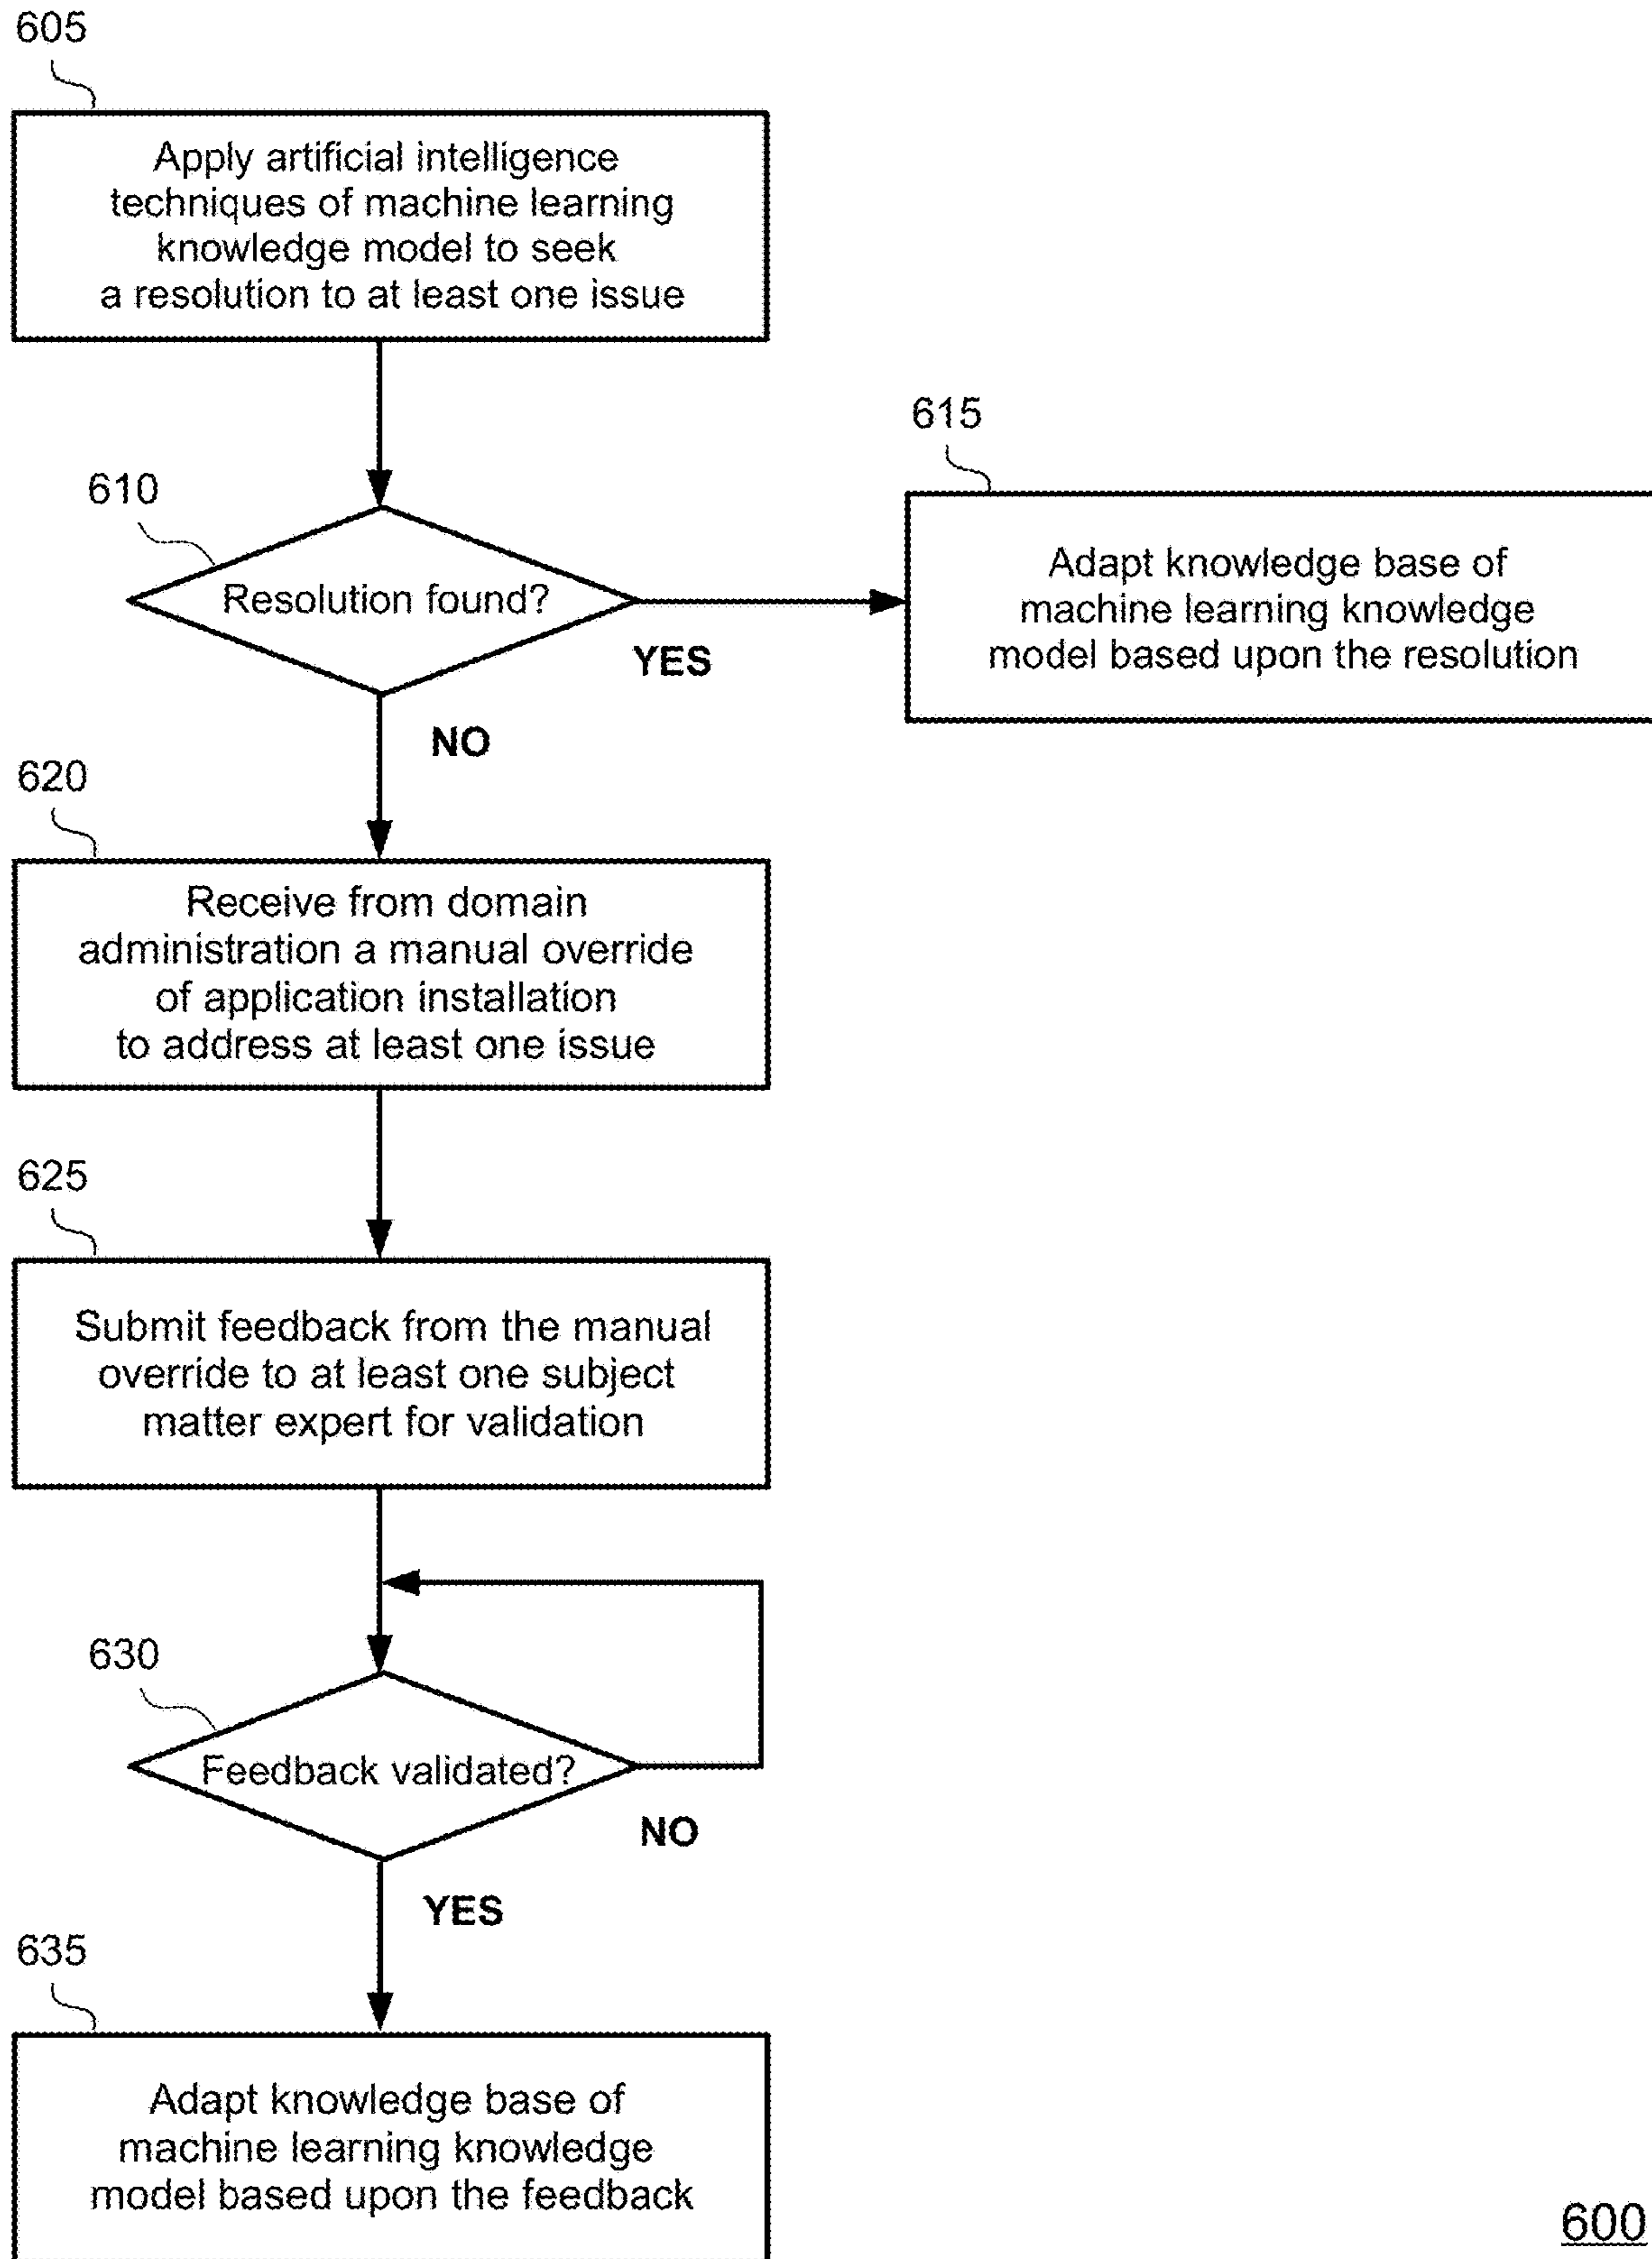 605
Apply artificial intelligence
techniques of machine learning
knowledge model to seek
a resolution to at least one issue
610
Resolution found?
YES
NO
615
Adapt knowledge base of
machine learning knowledge
model based upon the resolution
620
Receive from domain
administration a manual override
of application installation
to address at least one issue
625
Submit feedback from the manual
override to at least one subject
matter expert for validation
630
Feedback validated?
NO
YES
635
Adapt knowledge base of
machine learning knowledge
model based upon the feedback
600